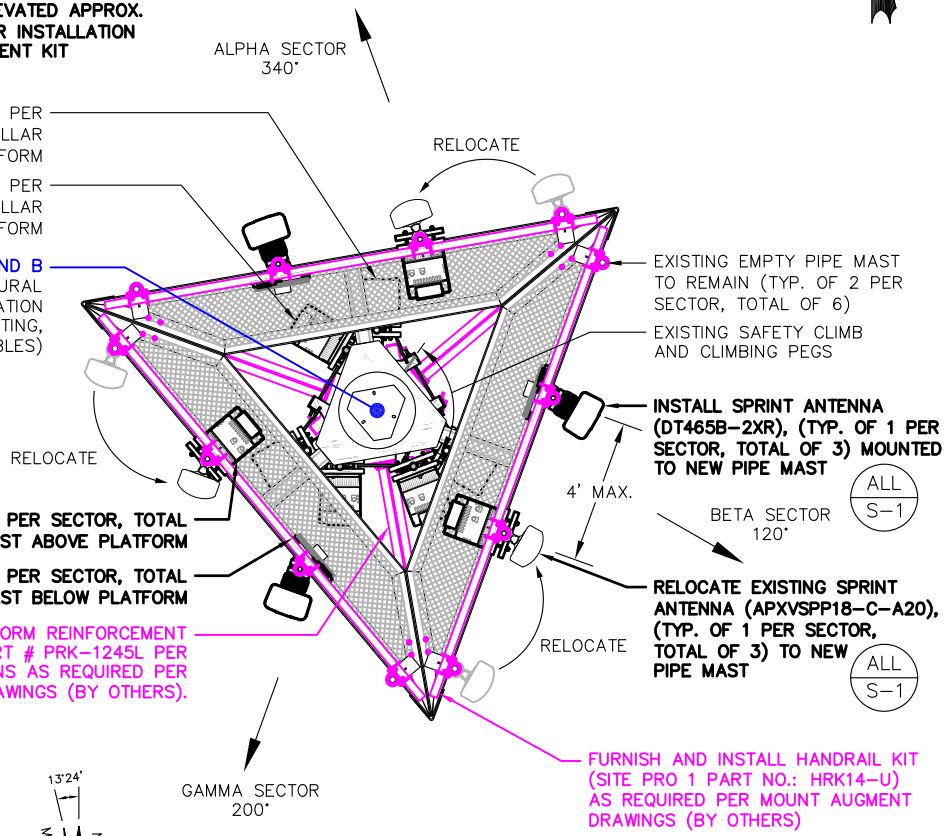 EVATED APPROX.
R INSTALLATION
ENT KIT
ALPHA SECTOR
340°
PER
LLAR
FORM
PER
LLAR
FORM
ND B
URAL
ATION
TING,
BLES)
RELOCATE
EXISTING EMPTY PIPE MAST
TO REMAIN (TYP. OF 2 PER
SECTOR, TOTAL OF 6)
EXISTING SAFETY CLIMB
AND CLIMBING PEGS
INSTALL SPRINT ANTENNA
(DT465B-2XR), (TYP. OF 1 PER
SECTOR, TOTAL OF 3) MOUNTED
TO NEW PIPE MAST
ALL
S-1
4' MAX.
BETA SECTOR
120°
RELOCATE
PER SECTOR, TOTAL
ST ABOVE PLATFORM
PER SECTOR, TOTAL
ST BELOW PLATFORM
ORM REINFORCEMENT
RT # PRK-1245L PER
NS AS REQUIRED PER
AWINGS (BY OTHERS).
RELOCATE EXISTING SPRINT
ANTENNA (APXVSPP18-C-A20),
(TYP. OF 1 PER SECTOR,
TOTAL OF 3) TO NEW
PIPE MAST
ALL
S-1
RELOCATE
FURNISH AND INSTALL HANDRAIL KIT
(SITE PRO 1 PART NO.: HRK14-U)
AS REQUIRED PER MOUNT AUGMENT
DRAWINGS (BY OTHERS)
GAMMA SECTOR
200°
13'24'